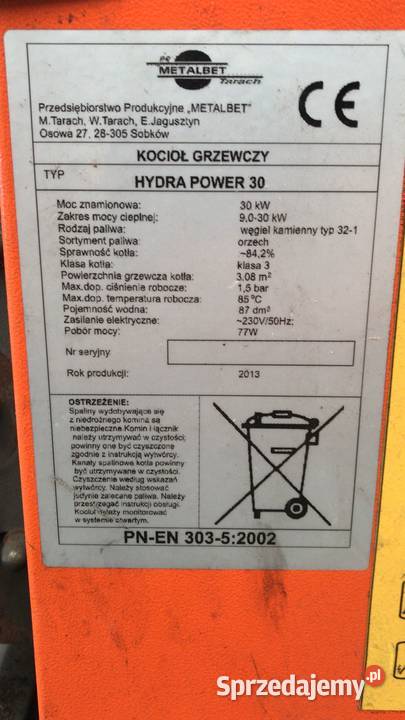 PP
METALBET
Tarach
CE
Przedsiębiorstwo Produkcyjne „METALBET"
M.Tarach, W.Tarach, E.Jagusztyn
Osowa 27, 28-305 Sobków
KOCIOŁ GRZEWCZY
TYP
HYDRA POWER 30
Moc znamionowa: 30 kW
Zakres mocy cieplnej: 9,0-30 kW
Rodzaj paliwa: węgiel kamienny typ 32-1
Sortyment paliwa: orzech
Sprawność kotła: ~84,2%
Klasa kotła: klasa 3
Powierzchnia grzewcza kotła: 3,08 m²
Max.dop. ciśnienie robocze: 1,5 bar
Max.dop. temperatura robocza: 85 °C
Pojemność wodna: 87 dm³
Zasilanie elektryczne: ~230V/50Hz;
Pobór mocy: 77W
Nr seryjny
Rok produkcji: 2013
OSTRZEŻENIE:
Spaliny wydobywające się
z niedrożnego komina są
niebezpieczne.Komin i łącznik
należy utrzymywać w czystości;
powinny one być czyszczone
zgodnie z instrukcją wytwórcy.
Kanały spalinowe kotła powinny
być utrzymywane w czystości.
Czyszczenie według wskazań
wytwórcy. Należy stosować
jedynie zalecane paliwa. Należy
przestrzegać instrukcji obsługi.
Kocioł należy monitorować
w systemie otwartym.
PN-EN 303-5:2002
Sprzedajemy.pl